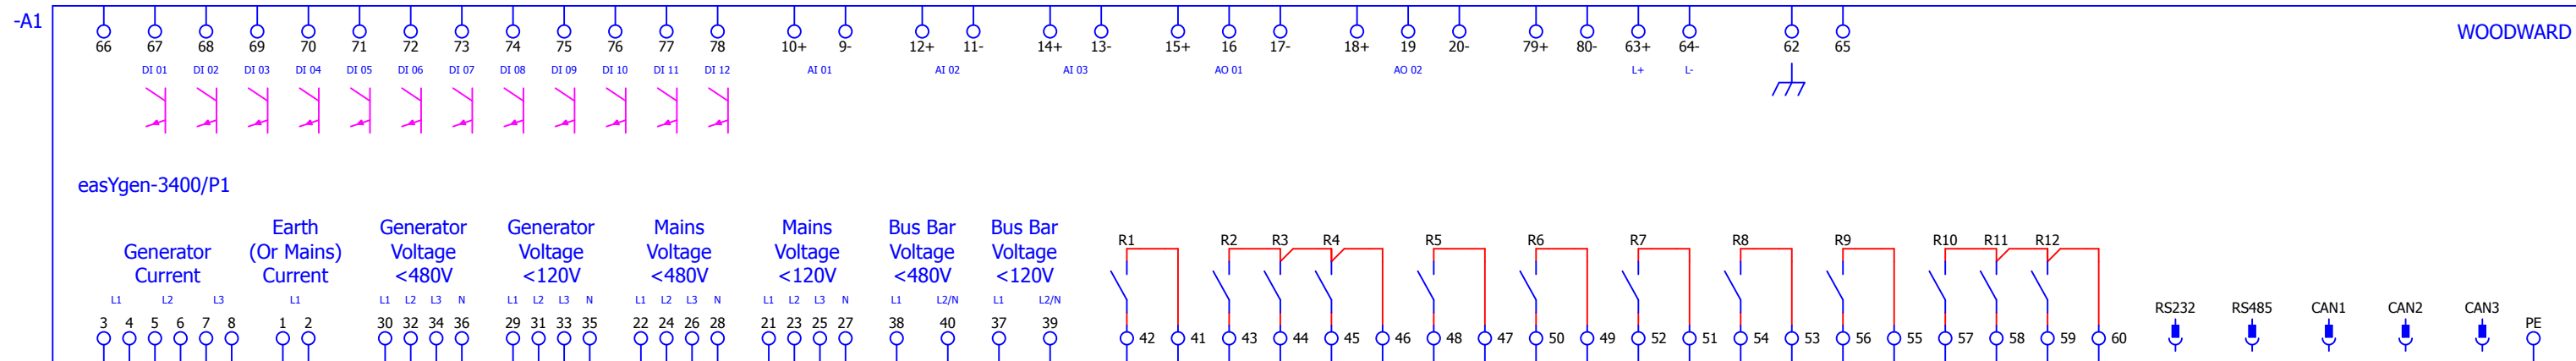 -A1
WOODWARD
66 67 68 69 70 71 72 73 74 75 76 77 78 10+ 9- 12+ 11- 14+ 13- 15+ 16 17- 18+ 19 20- 79+ 80- 63+ 64- 62 65
DI 01 DI 02 DI 03 DI 04 DI 05 DI 06 DI 07 DI 08 DI 09 DI 10 DI 11 DI 12 AI 01 AI 02 AI 03 AO 01 AO 02 L+ L-
easYgen-3400/P1
Generator
Current
Earth
(Or Mains)
Current
Generator
Voltage
<480V
Generator
Voltage
<120V
Mains
Voltage
<480V
Mains
Voltage
<120V
Bus Bar
Voltage
<480V
Bus Bar
Voltage
<120V
R1 R2 R3 R4 R5 R6 R7 R8 R9 R10 R11 R12
L1 L2 L3 L1 L1 L2 L3 N L1 L2 L3 N L1 L2 L3 N L1 L2 L3 N L1 L2/N L1 L2/N
RS232 RS485 CAN1 CAN2 CAN3 PE
3 4 5 6 7 8 1 2 30 32 34 36 29 31 33 35 22 24 26 28 21 23 25 27 38 40 37 39
42 41 43 44 45 46 48 47 50 49 52 51 54 53 56 55 57 58 59 60